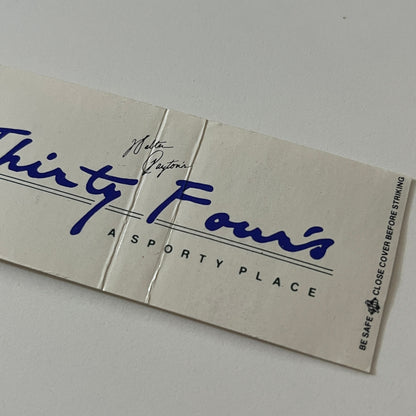 Walter
Payton's
Thirty Four's
A SPORTY PLACE
BE SAFE CLOSE COVER BEFORE STRIKING